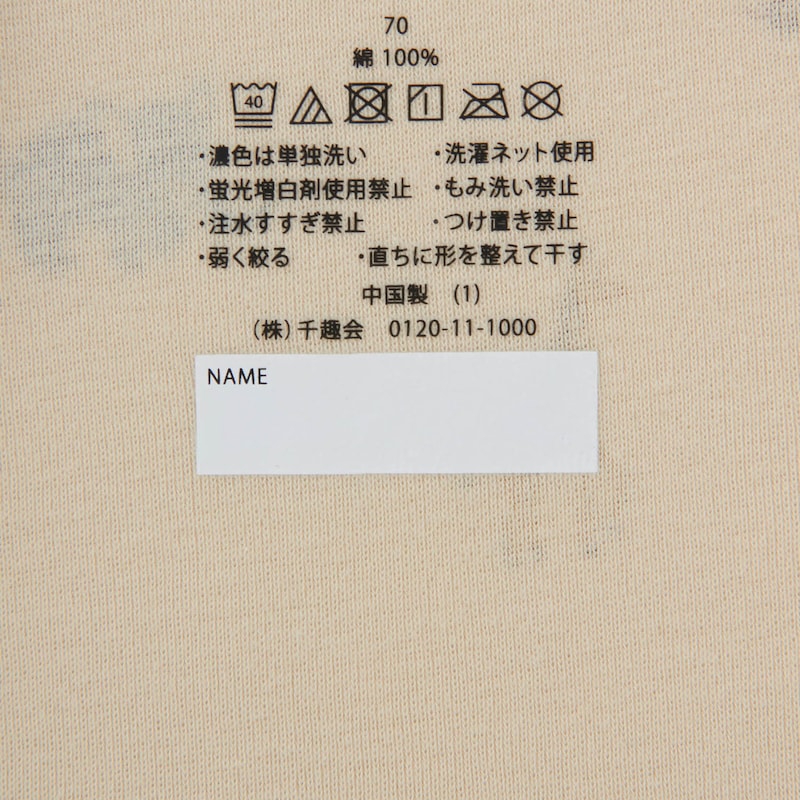 70
綿 100%
40
・濃色は単独洗い ・洗濯ネット使用
・蛍光増白剤使用禁止 ・もみ洗い禁止
・注水すすぎ禁止 ・つけ置き禁止
・弱く絞る ・直ちに形を整えて干す
中国製 (1)
(株)千趣会 0120-11-1000
NAME